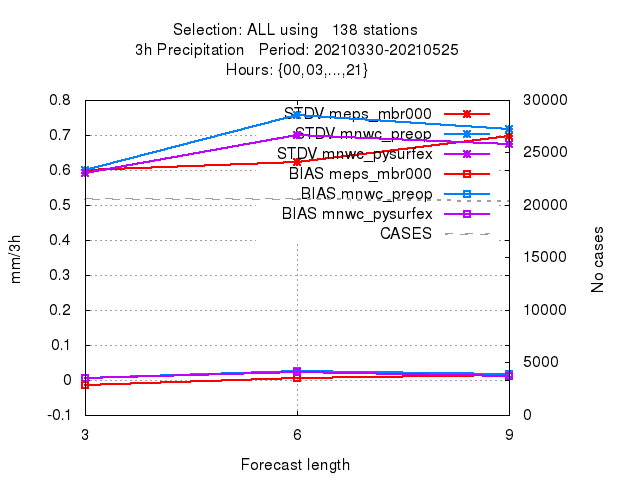 Selection: ALL using 138 stations
3h Precipitation Period: 20210330-20210525
Hours: {00,03,...,21}
0.8
0.7
0.6
0.5
0.4
0.3
0.2
0.1
0
-0.1
mm/3h
STDV meps_mbr000
STDV mnwc_preop
STDV mnwc_pysurfex
BIAS meps_mbr000
BIAS mnwc_preop
BIAS mnwc_pysurfex
CASES
30000
25000
20000
15000
10000
5000
0
No cases
3 6 9
Forecast length